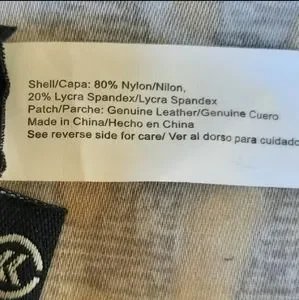 Shell/Capa: 80% Nylon/Nilon,
20% Lycra Spandex/Lycra Spandex
Patch/Parche: Genuine Leather/Genuine Cuero
Made in China/Hecho en China
See reverse side for care/ Ver al dorso para cuidado